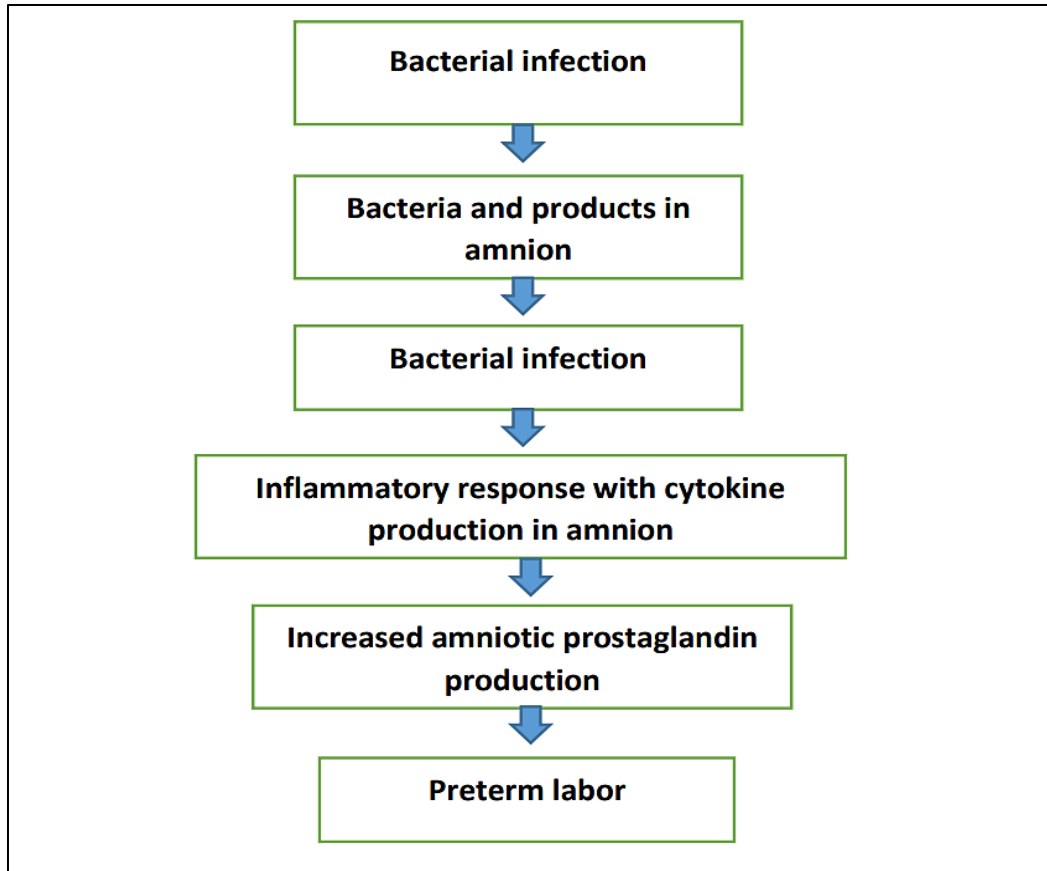 Bacterial infection
Bacteria and products in
amnion
Bacterial infection
Inflammatory response with cytokine
production in amnion
Increased amniotic prostaglandin
production
Preterm labor